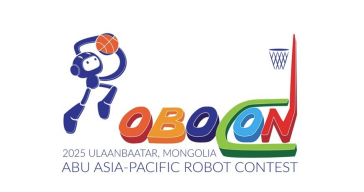 ROBOCON
2025 ULAANBAATAR, MONGOLIA
ABU ASIA-PACIFIC ROBOT CONTEST